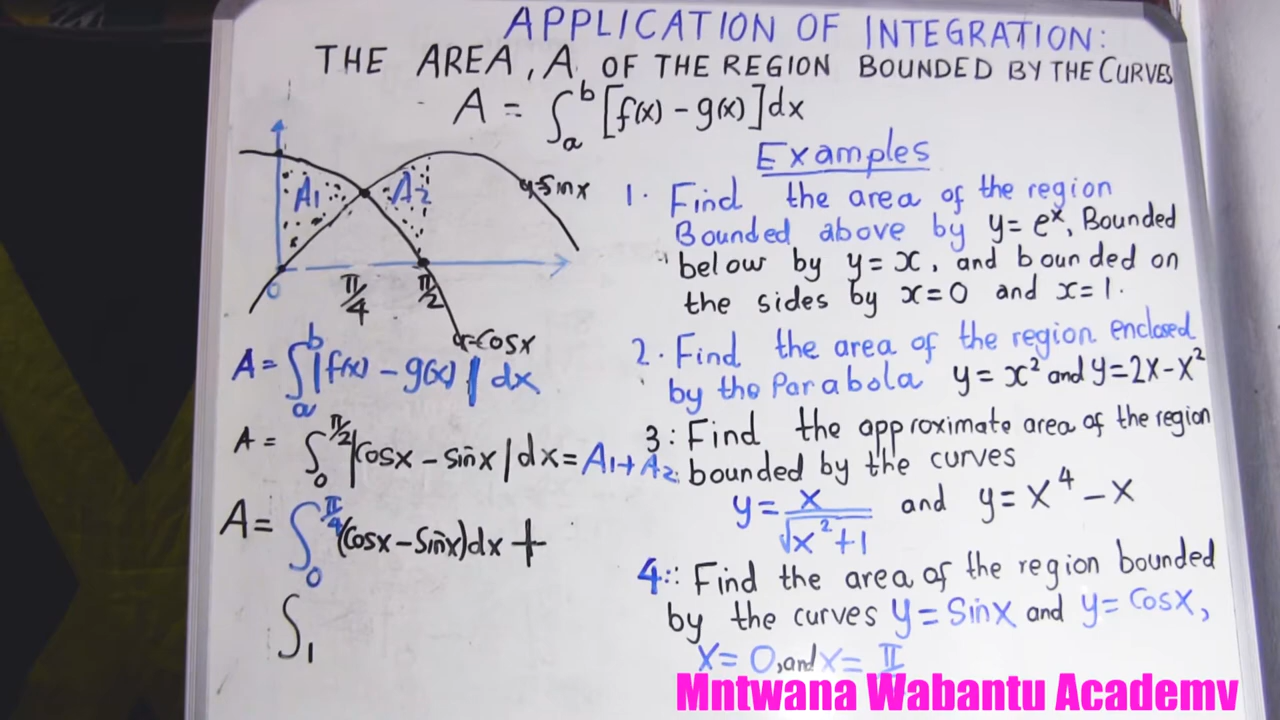 APPLICATION OF INTEGRATION:
THE AREA, A, OF THE REGION BOUNDED BY THE CURVES
A = ∫_a^b [f(x) - g(x)]dx
A1
A2
y=sinx
0
π/4
π/2
y=cosx
A = ∫_a^b |f(x) - g(x)| dx
A = ∫_0^{π/2} |cosx - sinx| dx = A1 + A2
A = ∫_0^{π/4} (cosx - sinx)dx +
∫
Examples
1. Find the area of the region
Bounded above by y = e^x, Bounded
below by y = x, and bounded on
the sides by x=0 and x=1.
2. Find the area of the region enclosed
by the Parabola y = x² and y=2x-x²
3: Find the approximate area of the region
bounded by the curves
y = x/√(x²+1) and y = x⁴ - x
4:: Find the area of the region bounded
by the curves y = Sinx and y = Cosx,
x = 0, and x = π
Mntwana Wabantu Academy